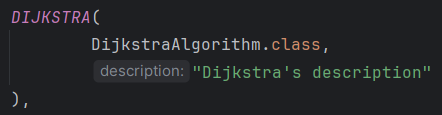 DIJKSTRA(
DijkstraAlgorithm.class,
description: "Dijkstra's description"
),